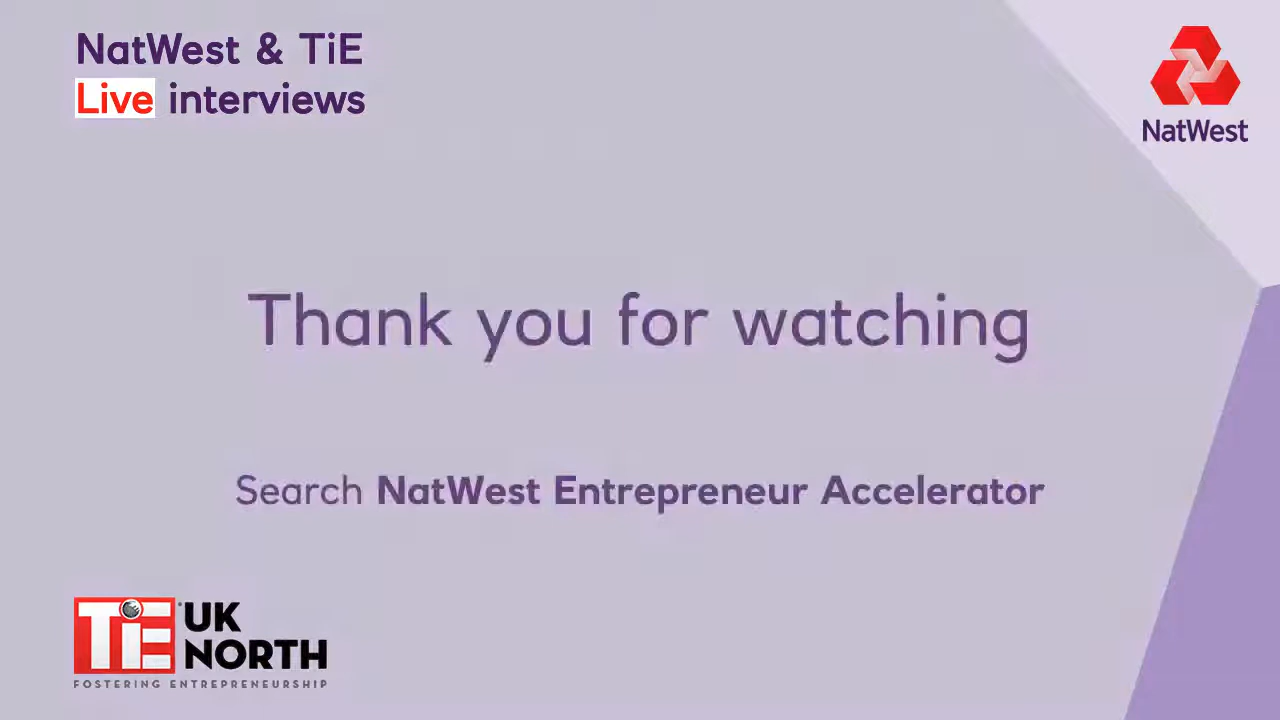 NatWest & TiE
Live interviews
NatWest
Thank you for watching
Search NatWest Entrepreneur Accelerator
TiE® UK
NORTH
FOSTERING ENTREPRENEURSHIP